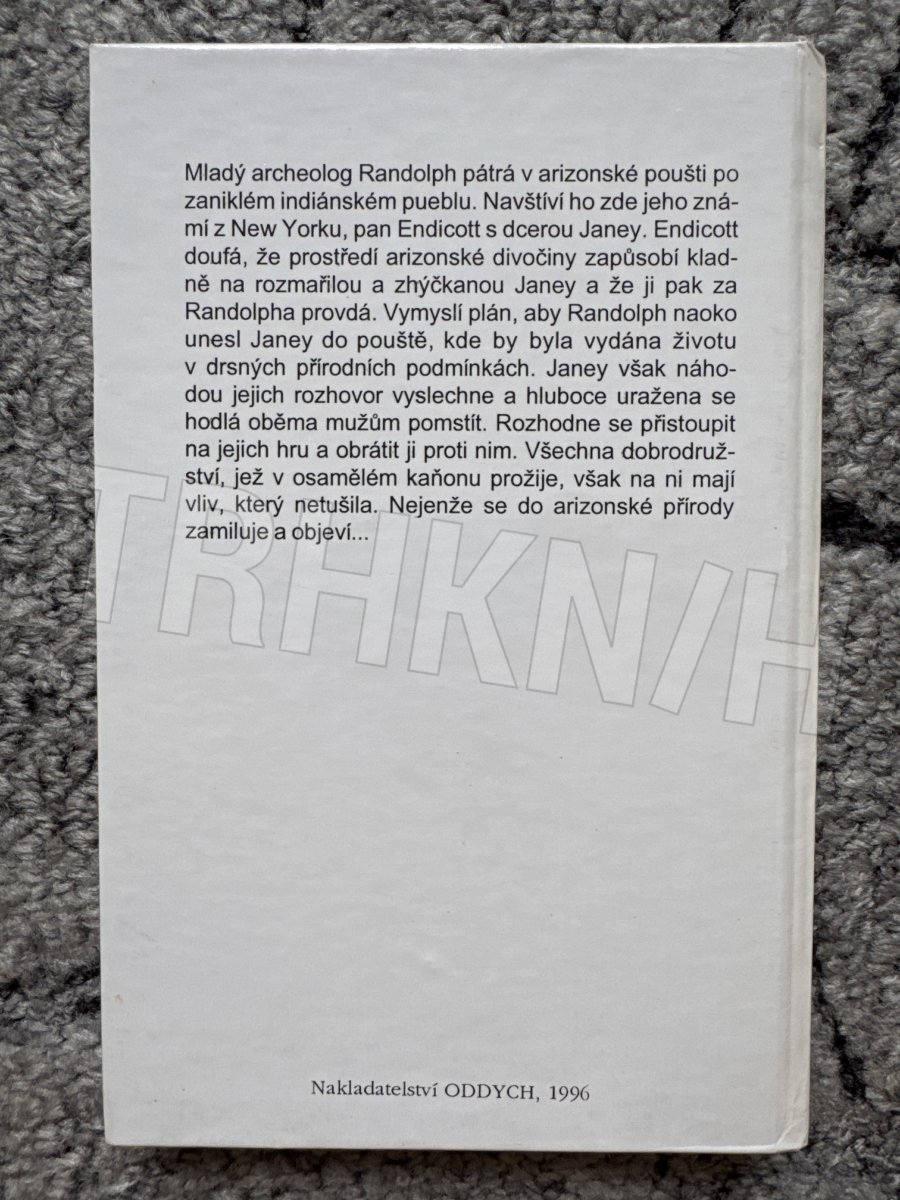 Mladý archeolog Randolph pátrá v arizonské poušti po
zaniklém indiánském pueblu. Navštíví ho zde jeho zná-
mí z New Yorku, pan Endicott s dcerou Janey. Endicott
doufá, že prostředí arizonské divočiny zapůsobí klad-
ně na rozmařilou a zhýčkanou Janey a že ji pak za
Randolpha provdá. Vymyslí plán, aby Randolph naoko
unesl Janey do pouště, kde by byla vydána životu
v drsných přírodních podmínkách. Janey však náho-
dou jejich rozhovor vyslechne a hluboce uražena se
hodlá oběma mužům pomstít. Rozhodne se přistoupit
na jejich hru a obrátit ji proti nim. Všechna dobrodruž-
ství, jež v osamělém kaňonu prožije, však na ni mají
vliv, který netušila. Nejenže se do arizonské přírody
zamiluje a objeví...
TRHKN/H
Nakladatelství ODDYCH, 1996